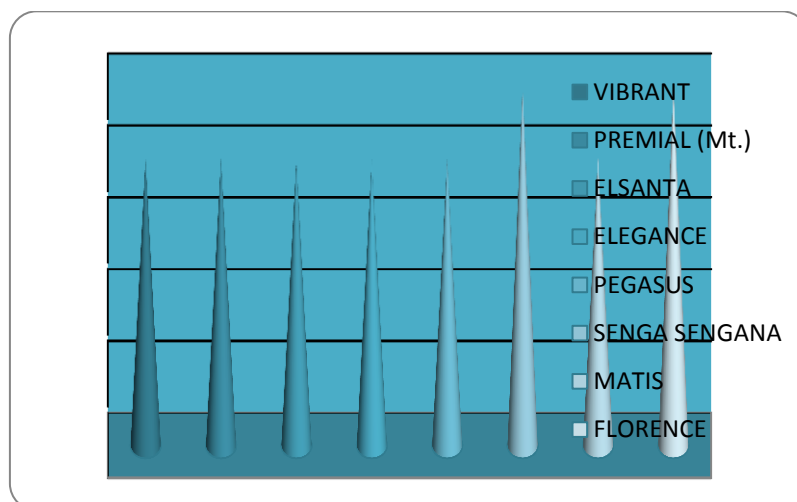 VIBRANT
PREMIAL (Mt.)
ELSANTA
ELEGANCE
PEGASUS
SENGA SENGANA
MATIS
FLORENCE